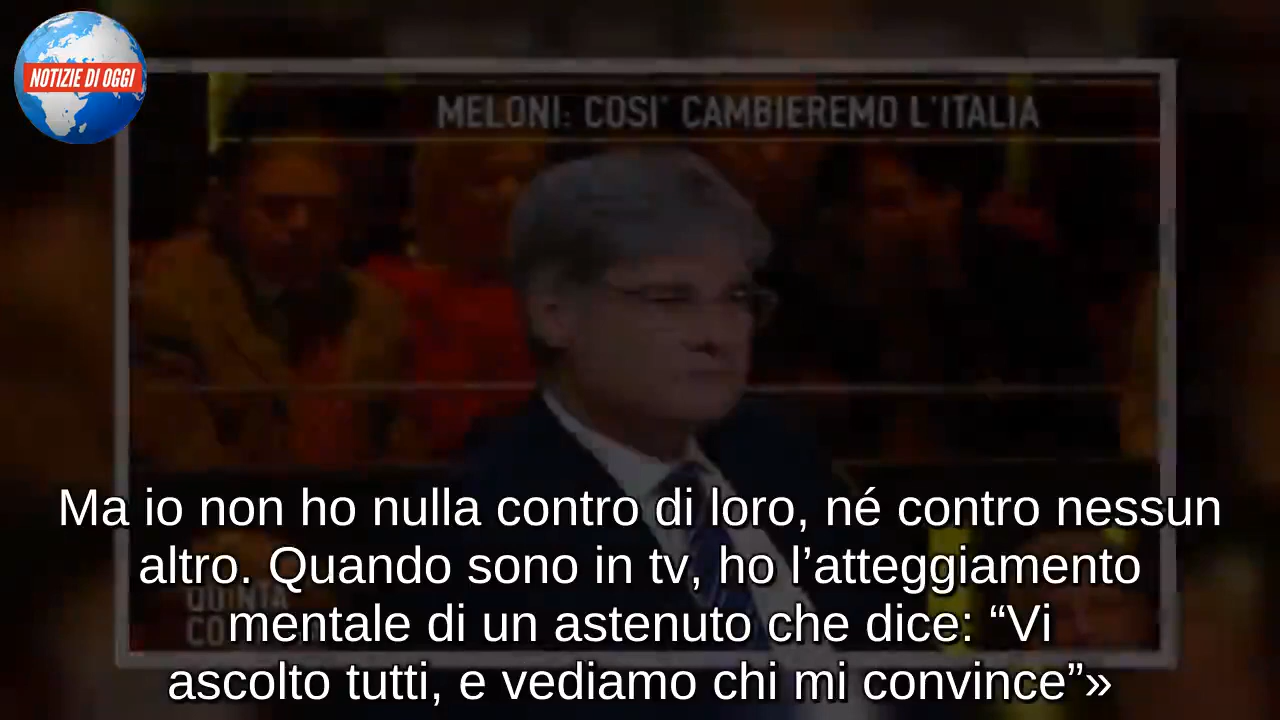 NOTIZIE DI OGGI
MELONI: COSI' CAMBIEREMO L'ITALIA
QUINTA
Ma io non ho nulla contro di loro, né contro nessun
altro. Quando sono in tv, ho l’atteggiamento
mentale di un astenuto che dice: “Vi
ascolto tutti, e vediamo chi mi convince”»